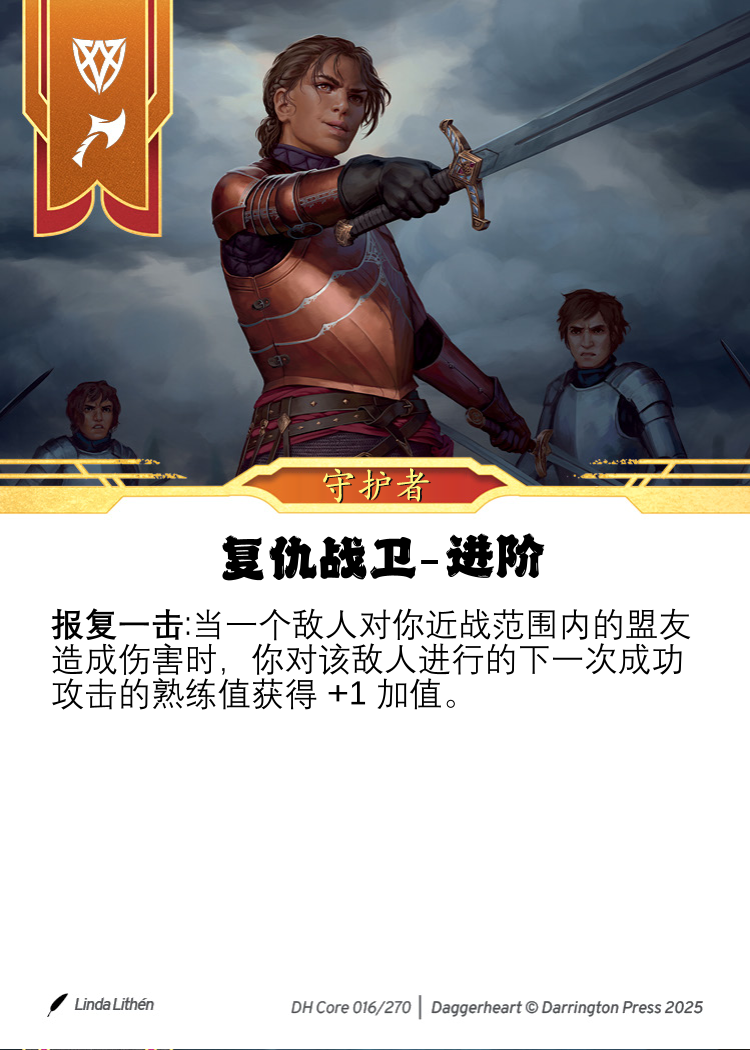 守护者
复仇战卫-进阶
报复一击:当一个敌人对你近战范围内的盟友
造成伤害时，你对该敌人进行的下一次成功
攻击的熟练值获得 +1 加值。
Linda Lithén
DH Core 016/270 | Daggerheart © Darrington Press 2025